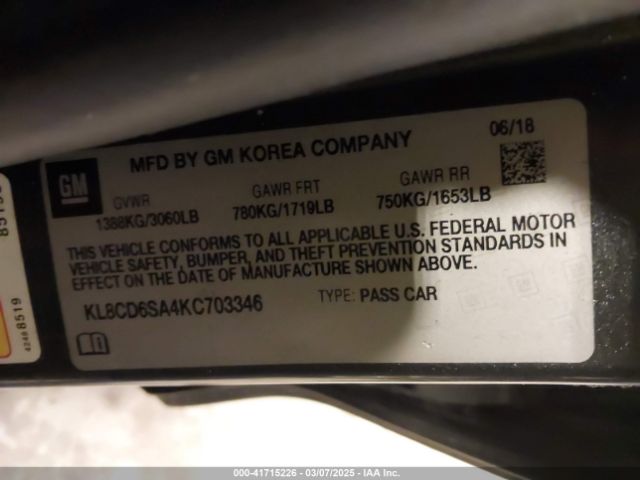 MFD BY GM KOREA COMPANY
06/18
GM
GVWR
GAWR FRT
GAWR RR
1388KG/3060LB
780KG/1719LB
750KG/1653LB
THIS VEHICLE CONFORMS TO ALL APPLICABLE U.S. FEDERAL MOTOR
VEHICLE SAFETY, BUMPER, AND THEFT PREVENTION STANDARDS IN
EFFECT ON THE DATE OF MANUFACTURE SHOWN ABOVE.
KL8CD6SA4KC703346
TYPE: PASS CAR
42488519
000-41715226 - 03/07/2025 - IAA Inc.